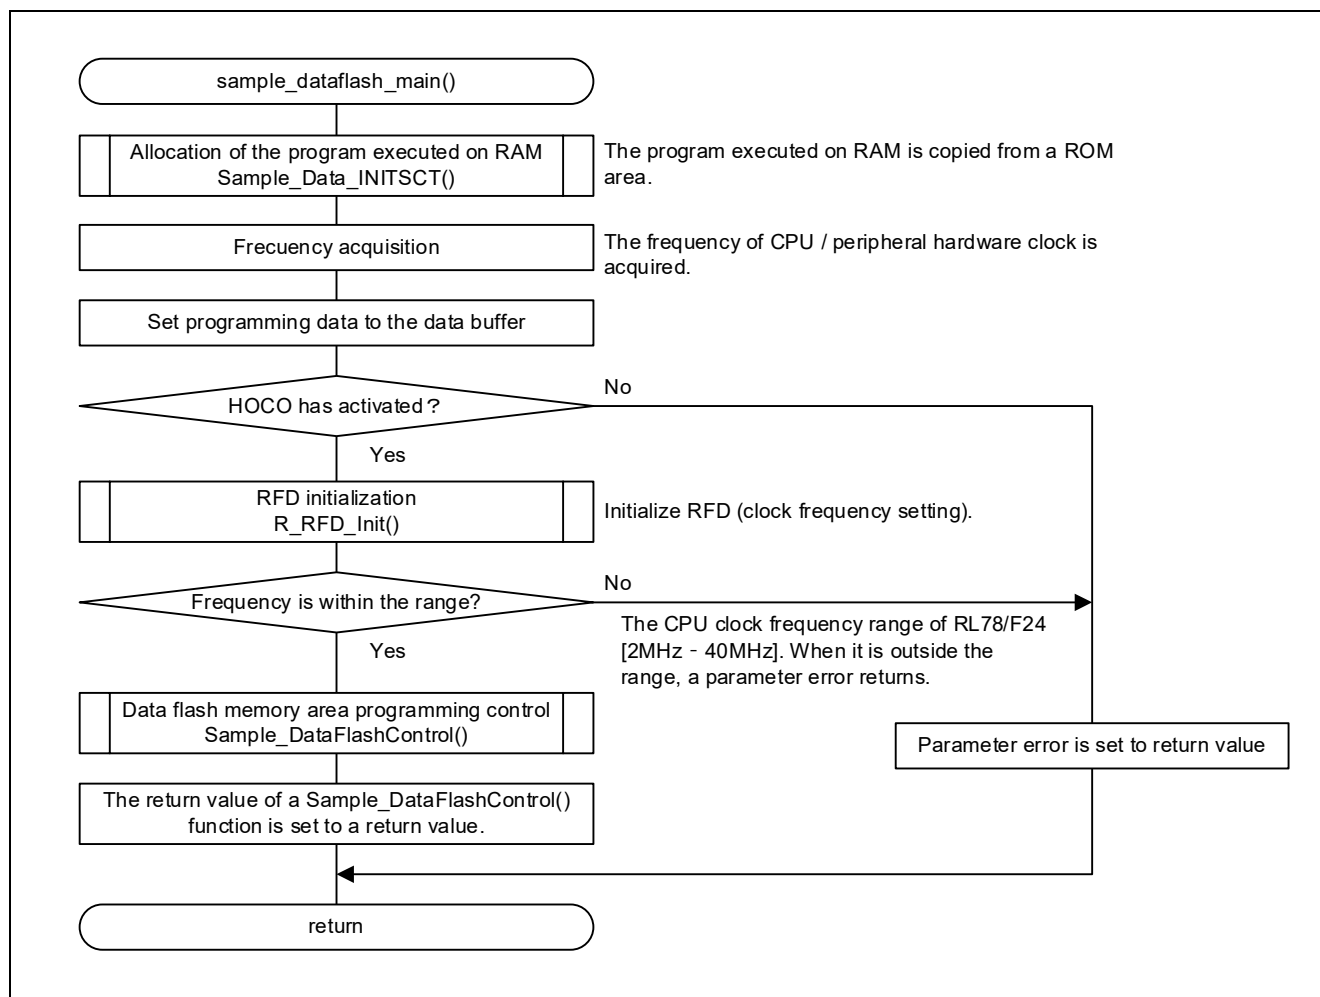 sample_dataflash_main()
Allocation of the program executed on RAM
Sample_Data_INITSCT()
The program executed on RAM is copied from a ROM
area.
Frecuency acquisition
The frequency of CPU / peripheral hardware clock is
acquired.
Set programming data to the data buffer
HOCO has activated？
No
Yes
RFD initialization
R_RFD_Init()
Initialize RFD (clock frequency setting).
Frequency is within the range?
No
The CPU clock frequency range of RL78/F24
[2MHz - 40MHz]. When it is outside the
range, a parameter error returns.
Yes
Data flash memory area programming control
Sample_DataFlashControl()
Parameter error is set to return value
The return value of a Sample_DataFlashControl()
function is set to a return value.
return